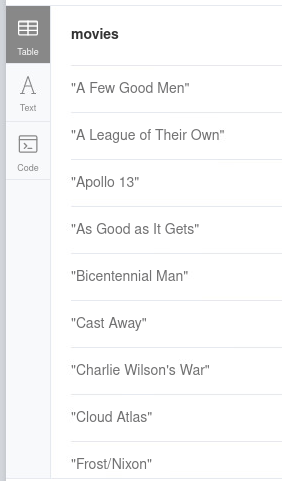 movies
Table
"A Few Good Men"
Text
"A League of Their Own"
Code
"Apollo 13"
"As Good as It Gets"
"Bicentennial Man"
"Cast Away"
"Charlie Wilson's War"
"Cloud Atlas"
"Frost/Nixon"